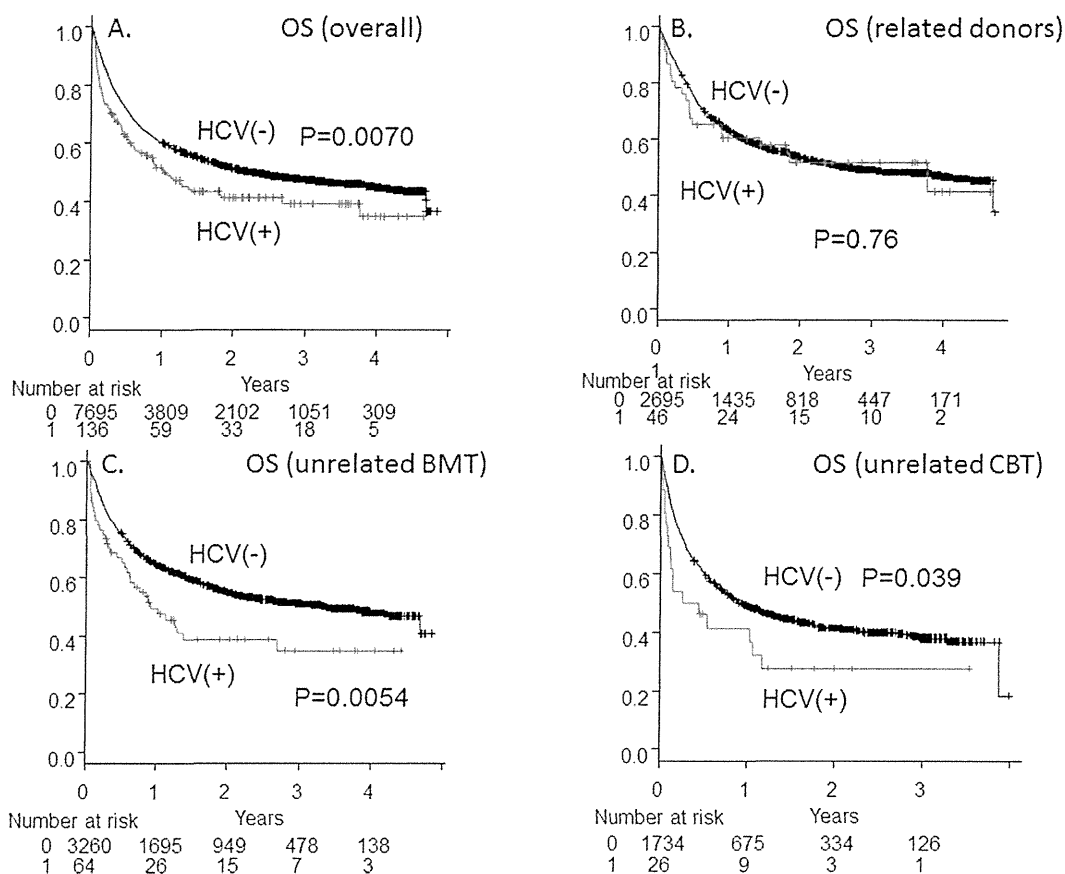 A. OS (overall)
1.0
0.8
0.6
0.4
0.2
0.0
HCV(-) P=0.0070
HCV(+)
0 1 2 3 4
Years
Number at risk
0 7695 3809 2102 1051 309
1 136 59 33 18 5
B. OS (related donors)
1.0
0.8
0.6
0.4
0.2
0.0
HCV(-)
HCV(+)
P=0.76
0 1 2 3 4
1
Years
Number at risk
0 2695 1435 818 447 171
1 46 24 15 10 2
C. OS (unrelated BMT)
1.0
0.8
0.6
0.4
0.2
0.0
HCV(-)
HCV(+)
P=0.0054
0 1 2 3 4
Years
Number at risk
0 3260 1695 949 478 138
1 64 26 15 7 3
D. OS (unrelated CBT)
1.0
0.8
0.6
0.4
0.2
0.0
HCV(-) P=0.039
HCV(+)
0 1 2 3
Years
Number at risk
0 1734 675 334 126
1 26 9 3 1